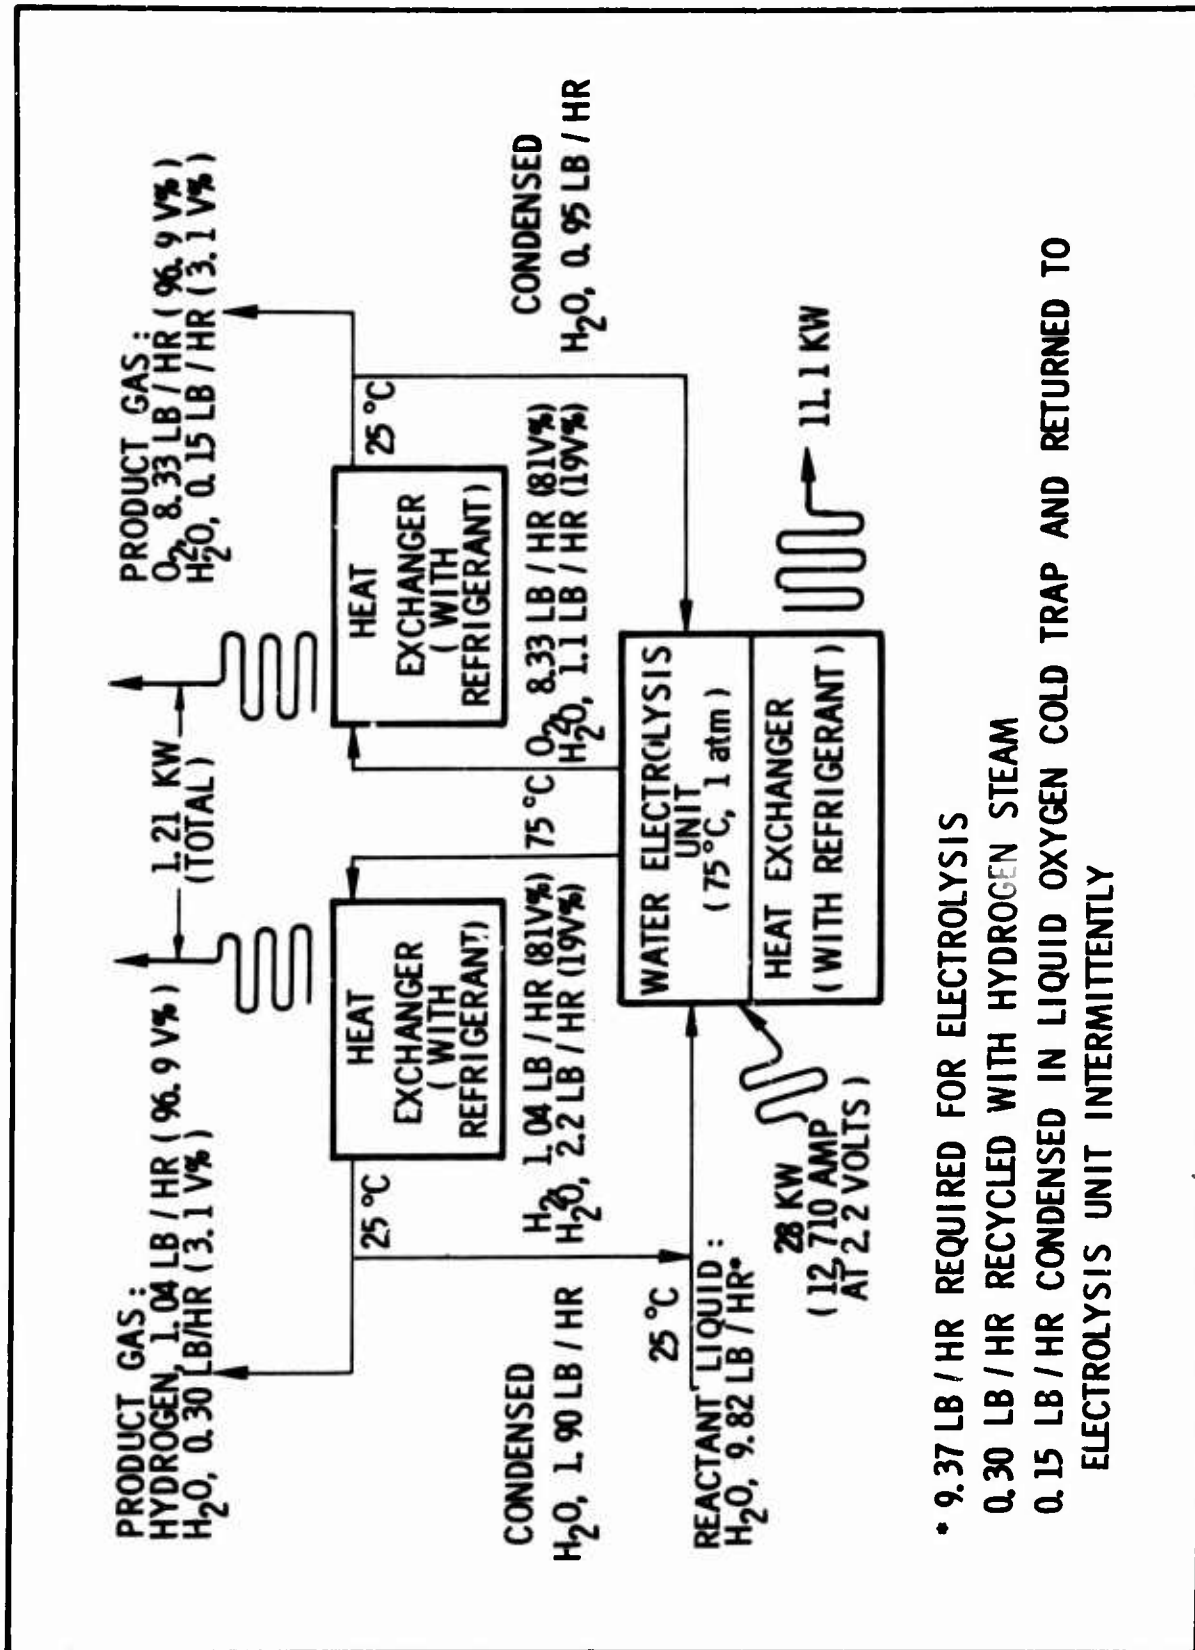 PRODUCT GAS :
HYDROGEN, 1.04 LB / HR ( 96.9 V% )
H₂O, 0.30 LB/HR ( 3.1 V% )
1.21 KW
(TOTAL)
PRODUCT GAS :
O₂, 8.33 LB / HR ( 96.9 V% )
H₂O, 0.15 LB / HR ( 3.1 V% )
25 °C
HEAT
EXCHANGER
( WITH
REFRIGERANT)
HEAT
EXCHANGER
( WITH
REFRIGERANT)
25 °C
CONDENSED
H₂O, 1.90 LB / HR
H₂, 1.04 LB / HR (81V%)
H₂O, 2.2 LB / HR (19V%)
75 °C
O₂, 8.33 LB / HR (81V%)
H₂O, 1.1 LB / HR (19V%)
CONDENSED
H₂O, 0.95 LB / HR
25 °C
REACTANT LIQUID :
H₂O, 9.82 LB / HR*
WATER ELECTROLYSIS
UNIT
( 75 °C, 1 atm )
HEAT EXCHANGER
( WITH REFRIGERANT )
28 KW
( 12,710 AMP
AT 2.2 VOLTS )
11.1 KW
* 9.37 LB / HR REQUIRED FOR ELECTROLYSIS
0.30 LB / HR RECYCLED WITH HYDROGEN STEAM
0.15 LB / HR CONDENSED IN LIQUID OXYGEN COLD TRAP AND RETURNED TO
ELECTROLYSIS UNIT INTERMITTENTLY